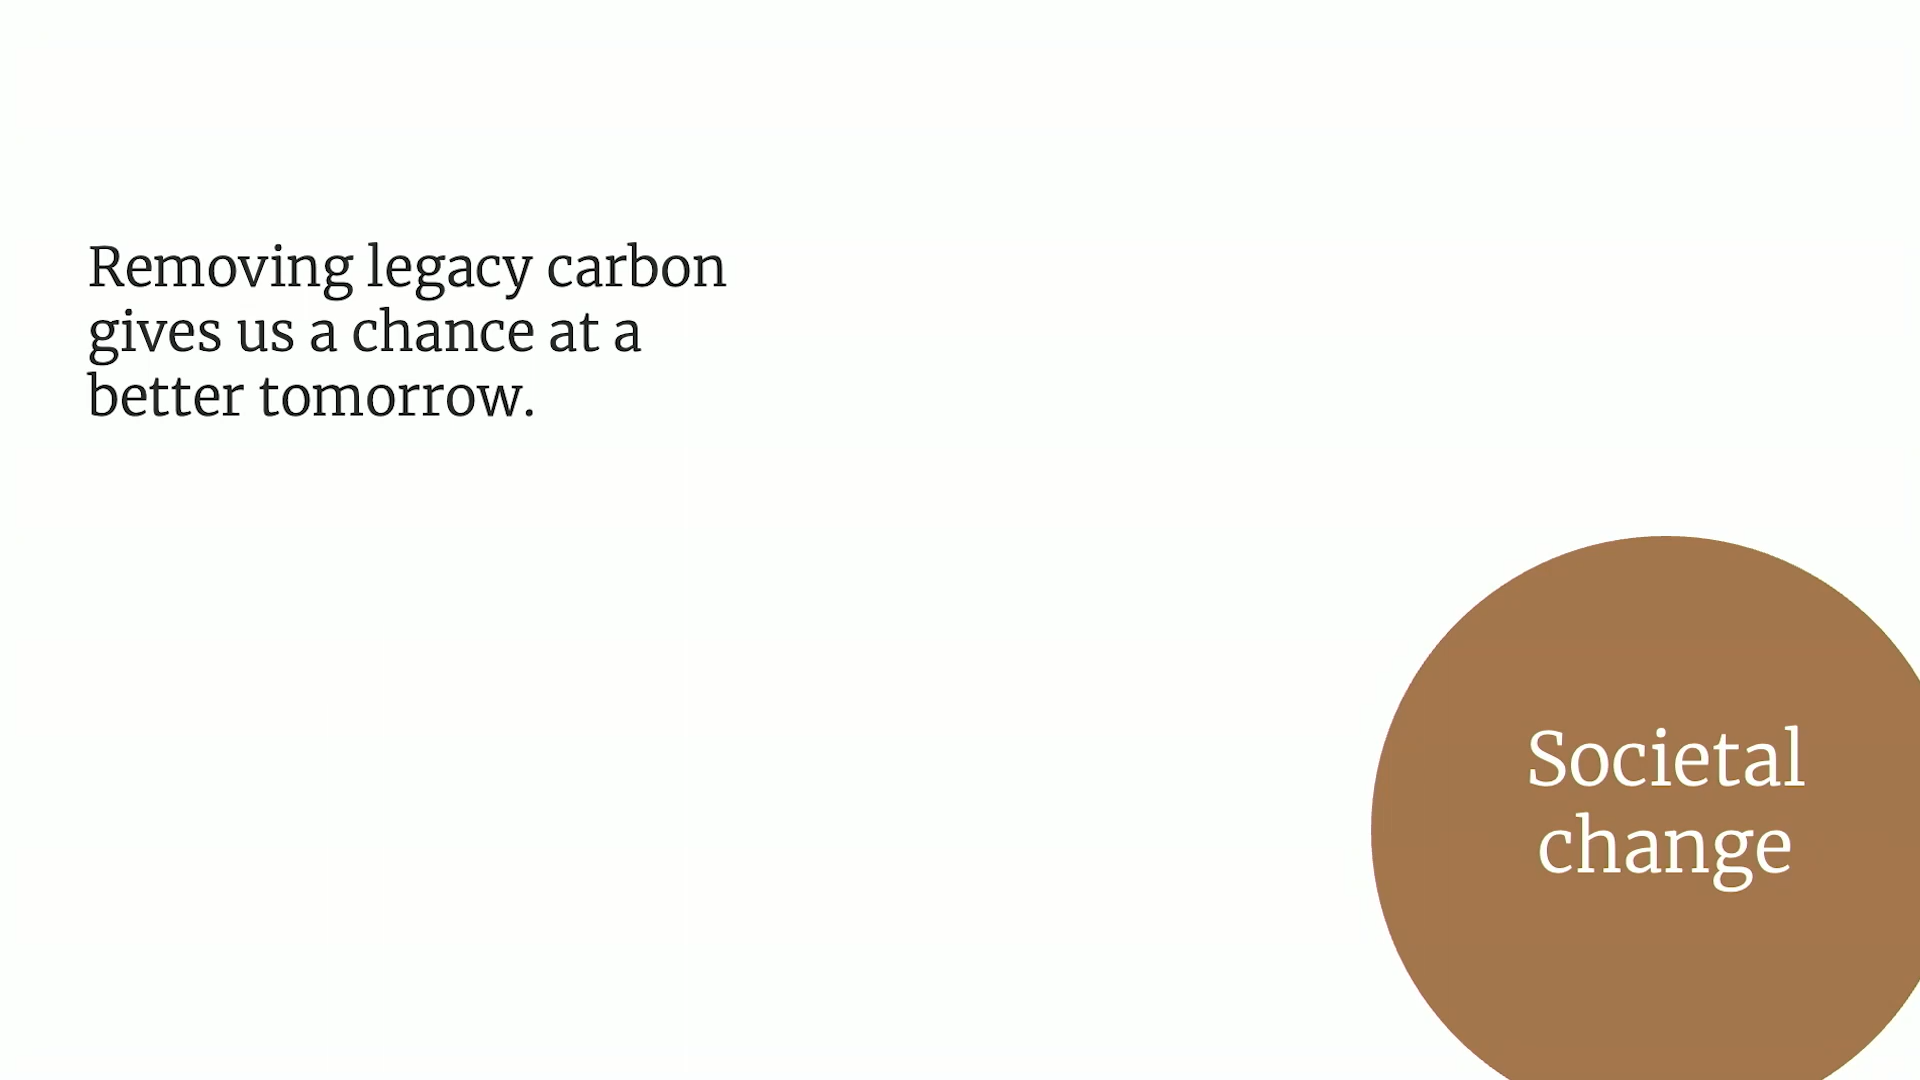 Removing legacy carbon
gives us a chance at a
better tomorrow.
Societal
change